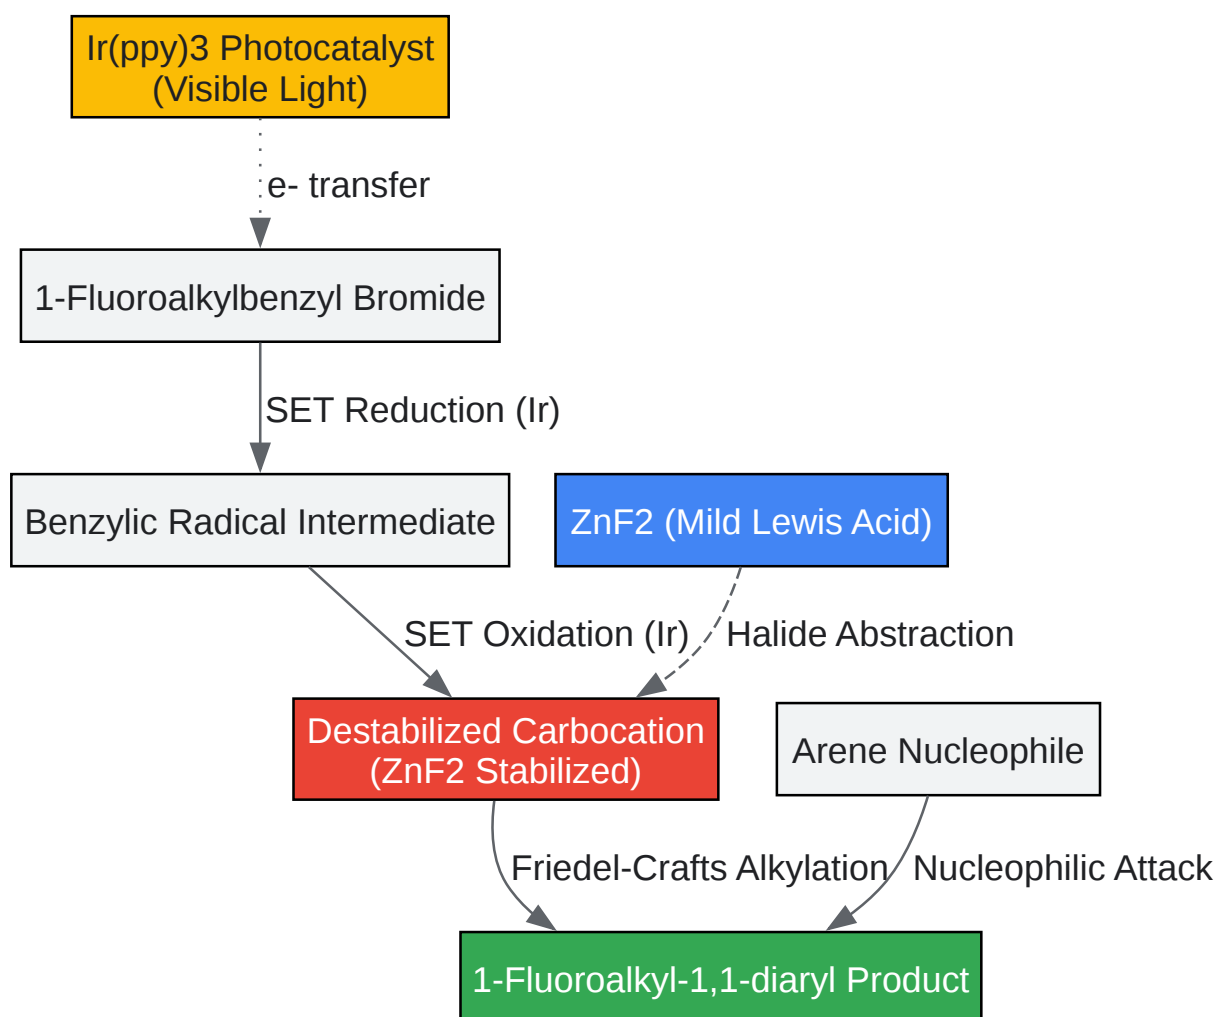 Ir(ppy)3 Photocatalyst
(Visible Light)
e- transfer
1-Fluoroalkylbenzyl Bromide
SET Reduction (Ir)
Benzylic Radical Intermediate
ZnF2 (Mild Lewis Acid)
SET Oxidation (Ir)
Halide Abstraction
Destabilized Carbocation
(ZnF2 Stabilized)
Arene Nucleophile
Friedel-Crafts Alkylation
Nucleophilic Attack
1-Fluoroalkyl-1,1-diaryl Product